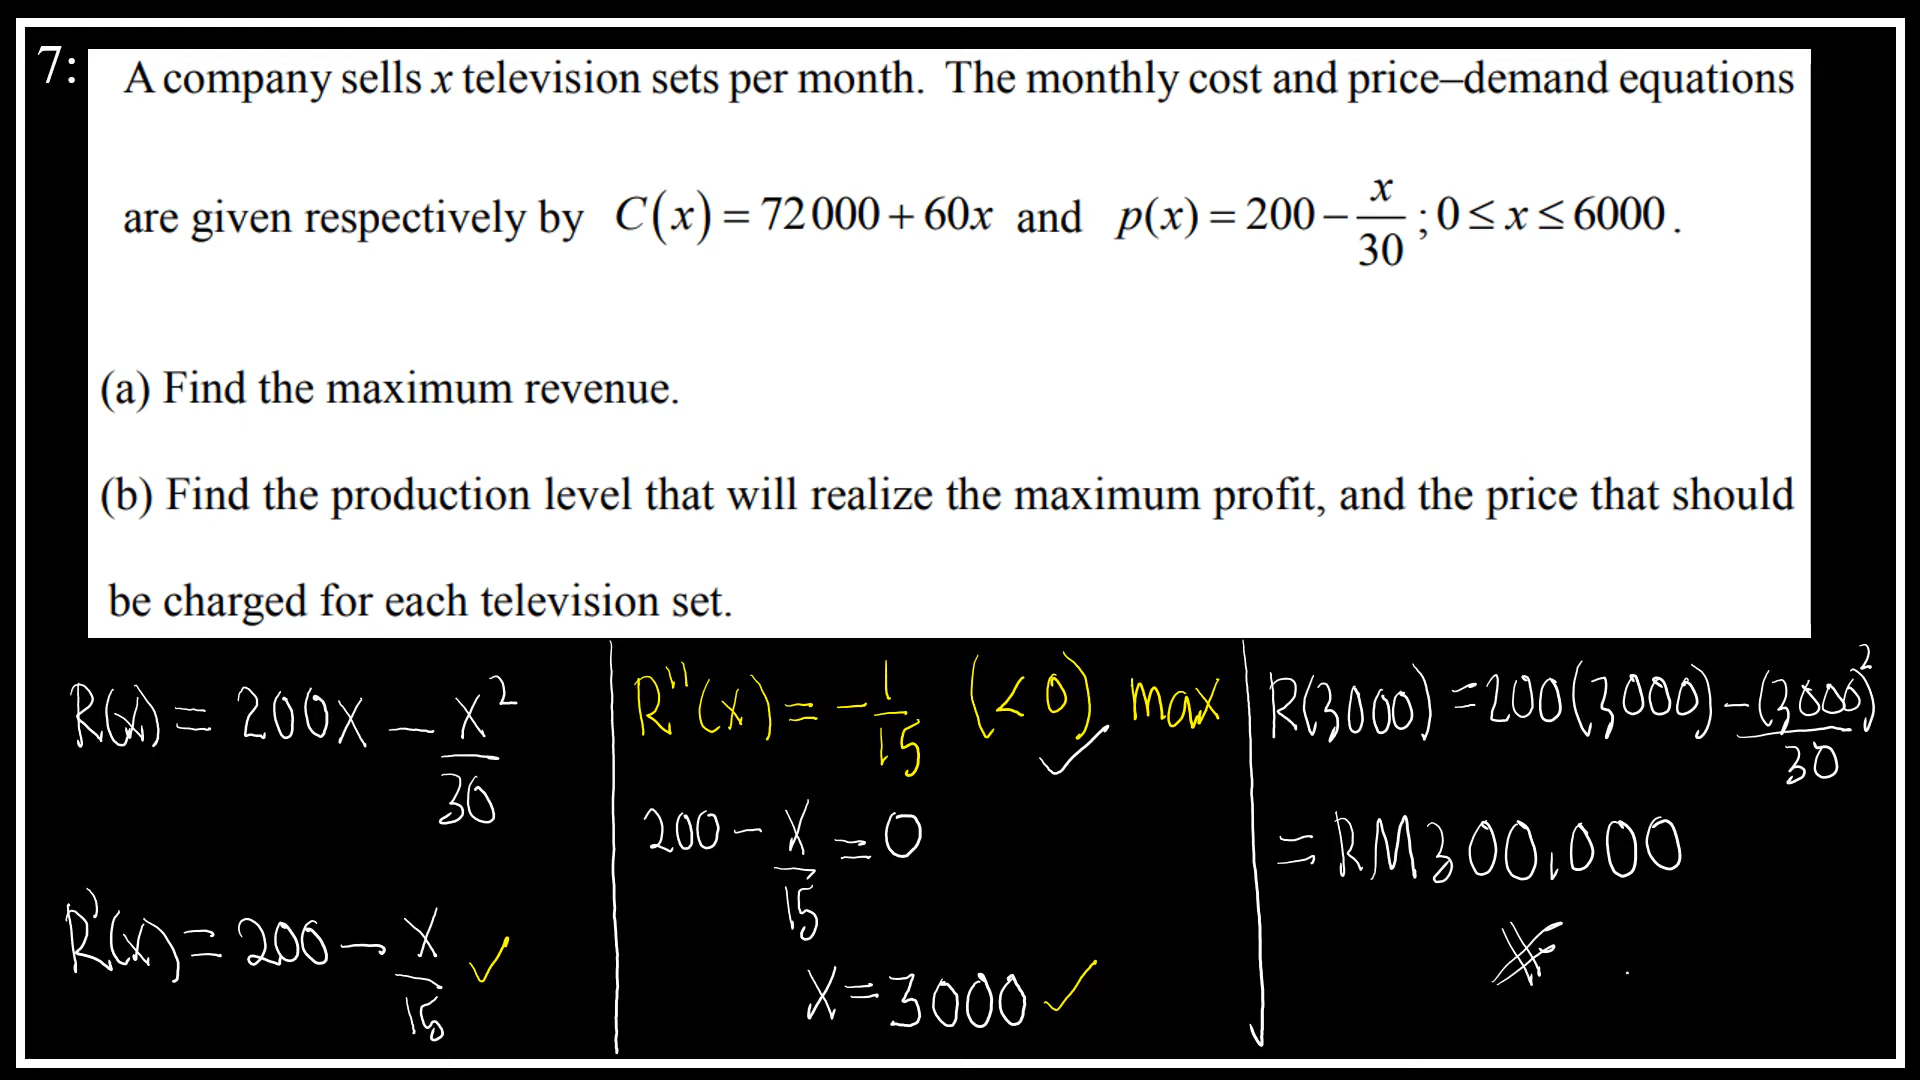 7:
A company sells x television sets per month. The monthly cost and price–demand equations
are given respectively by C(x) = 72 000 + 60x and p(x) = 200 − x/30 ; 0 ≤ x ≤ 6000.
(a) Find the maximum revenue.
(b) Find the production level that will realize the maximum profit, and the price that should
be charged for each television set.
R(x) = 200x − x²/30
R'(x) = 200 − x/15 ✓
R''(x) = −1/15 (<0) max ✓
200 − x/15 = 0
x = 3000 ✓
R(3000) = 200(3000) − (3000)²/30
= RM300,000